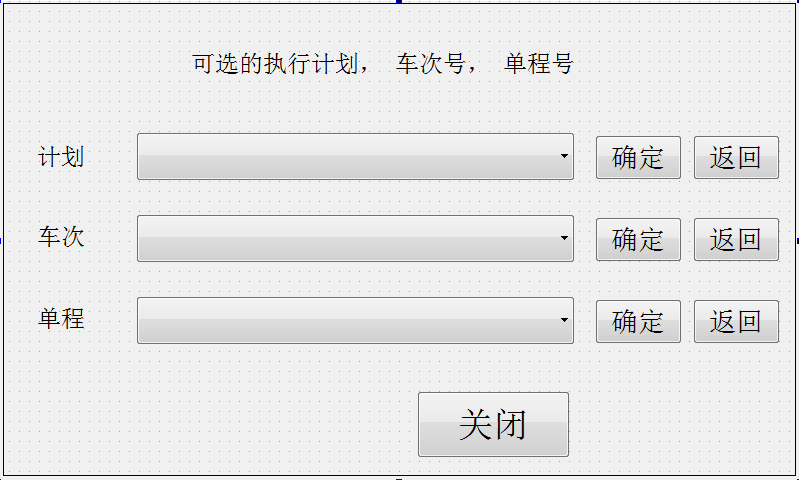 可选的执行计划， 车次号， 单程号
计划 确定 返回
车次 确定 返回
单程 确定 返回
关闭